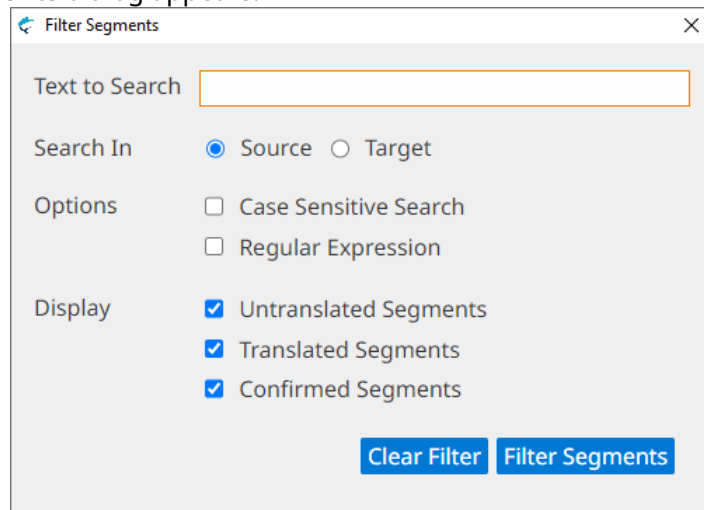 Filter Segments
Text to Search
Search In Source Target
Options Case Sensitive Search
Regular Expression
Display Untranslated Segments
Translated Segments
Confirmed Segments
Clear Filter Filter Segments